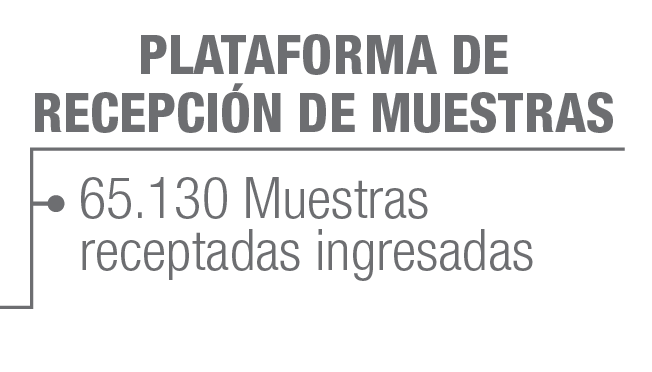 PLATAFORMA DE
RECEPCIÓN DE MUESTRAS
65.130 Muestras
receptadas ingresadas